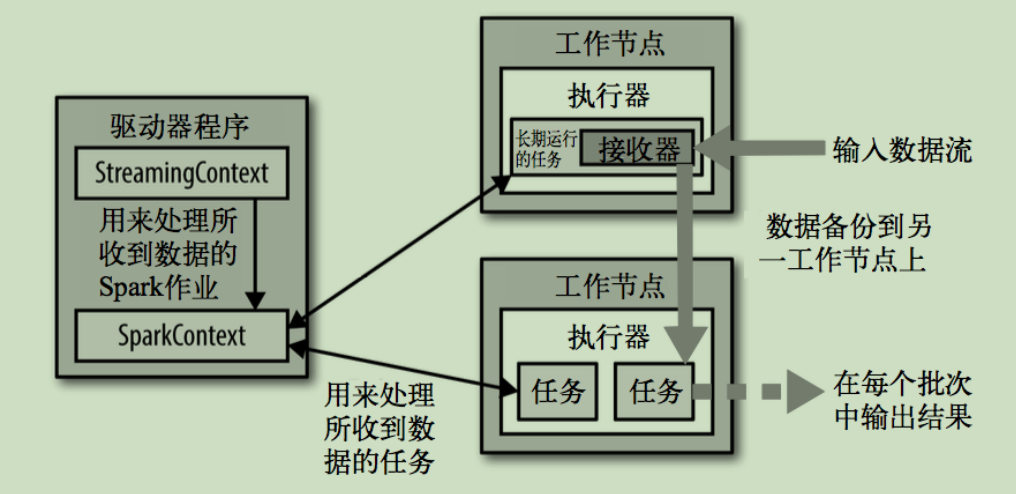 驱动器程序
StreamingContext
用来处理所
收到数据的
Spark作业
SparkContext
工作节点
执行器
长期运行
的任务
接收器
输入数据流
数据备份到另
一工作节点上
工作节点
执行器
任务
任务
用来处理
所收到数
据的任务
在每个批次
中输出结果